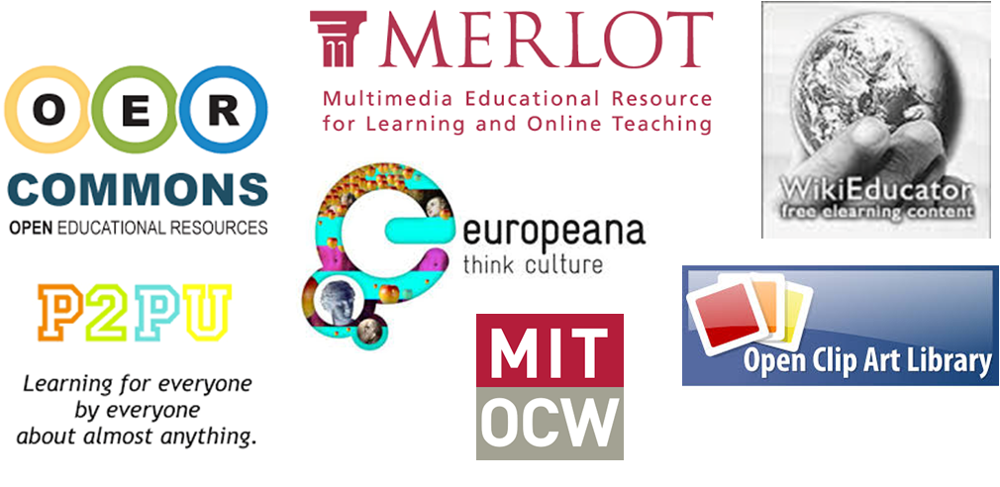 OER
COMMONS
OPEN EDUCATIONAL RESOURCES
MERLOT
Multimedia Educational Resource
for Learning and Online Teaching
WikiEducator
free elearning content
europeana
think culture
P2PU
Learning for everyone
by everyone
about almost anything.
MIT
OCW
Open Clip Art Library